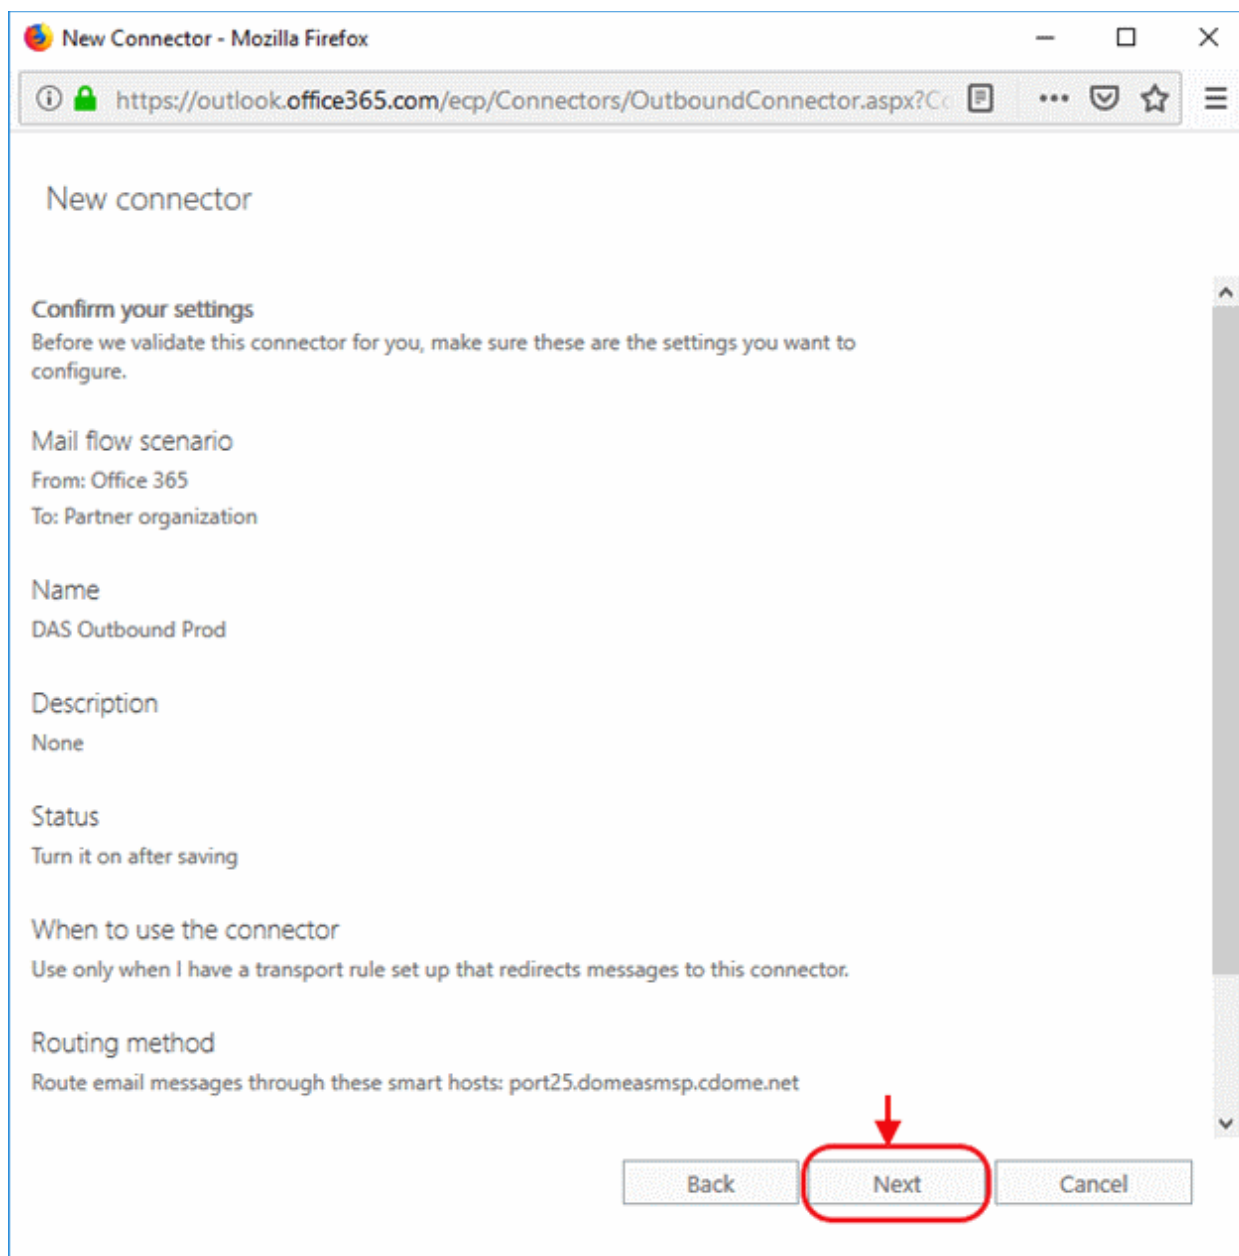 New Connector - Mozilla Firefox
https://outlook.office365.com/ecp/Connectors/OutboundConnector.aspx?Co
New connector
Confirm your settings
Before we validate this connector for you, make sure these are the settings you want to
configure.
Mail flow scenario
From: Office 365
To: Partner organization
Name
DAS Outbound Prod
Description
None
Status
Turn it on after saving
When to use the connector
Use only when I have a transport rule set up that redirects messages to this connector.
Routing method
Route email messages through these smart hosts: port25.domeasmsp.cdome.net
Back Next Cancel